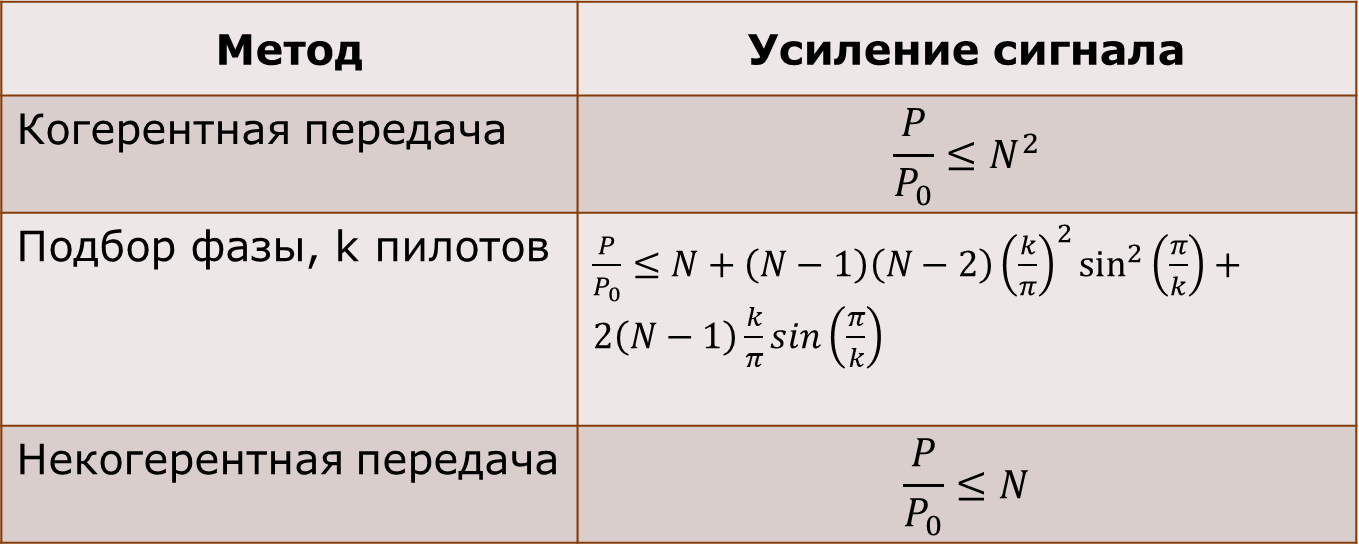 Метод
Усиление сигнала
Когерентная передача
P/P₀ ≤ N²
Подбор фазы, k пилотов
P/P₀ ≤ N + (N − 1)(N − 2)(k/π)² sin²(π/k) +
2(N − 1) k/π sin(π/k)
Некогерентная передача
P/P₀ ≤ N